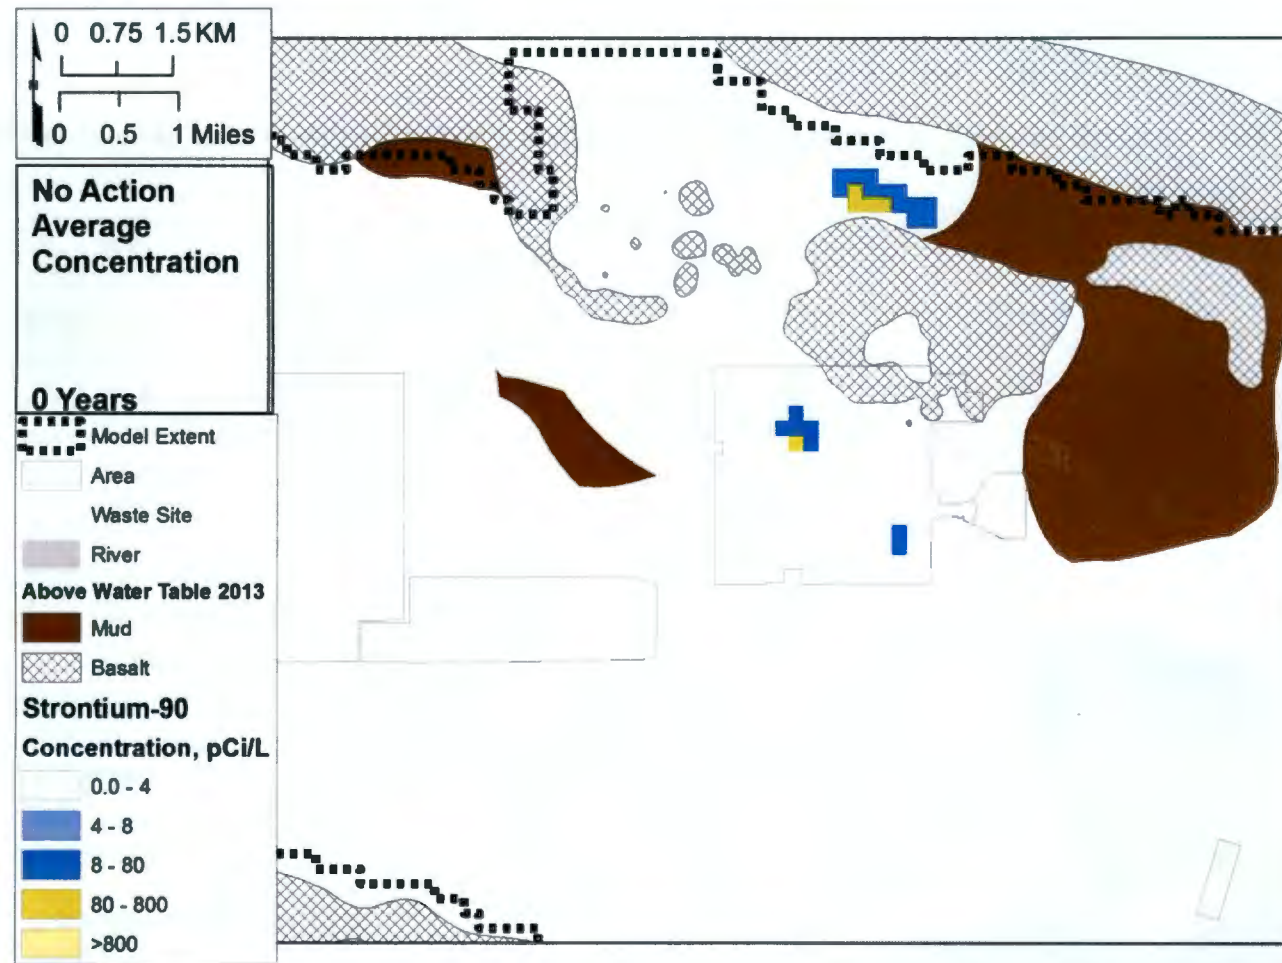 0 0.75 1.5 KM
0 0.5 1 Miles
No Action
Average
Concentration
0 Years
Model Extent
Area
Waste Site
River
Above Water Table 2013
Mud
Basalt
Strontium-90
Concentration, pCi/L
0.0 - 4
4 - 8
8 - 80
80 - 800
>800